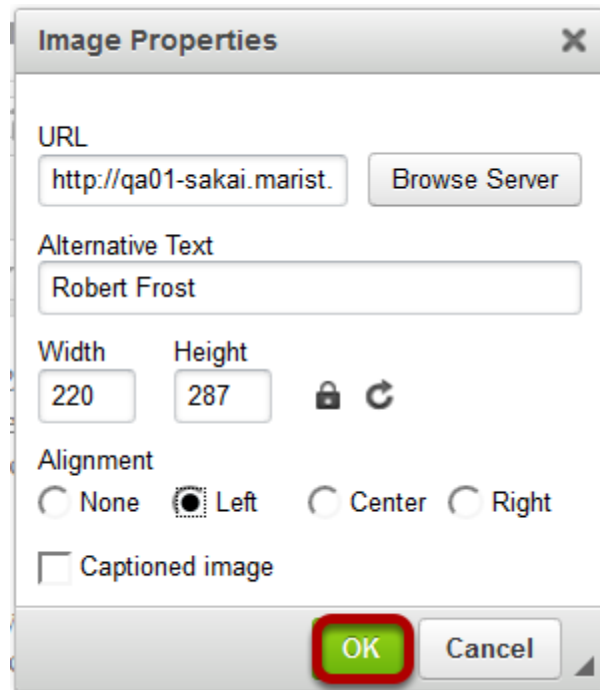 Image Properties
URL
http://qa01-sakai.marist. Browse Server
Alternative Text
Robert Frost
Width Height
220 287
Alignment
None Left Center Right
Captioned image
OK Cancel